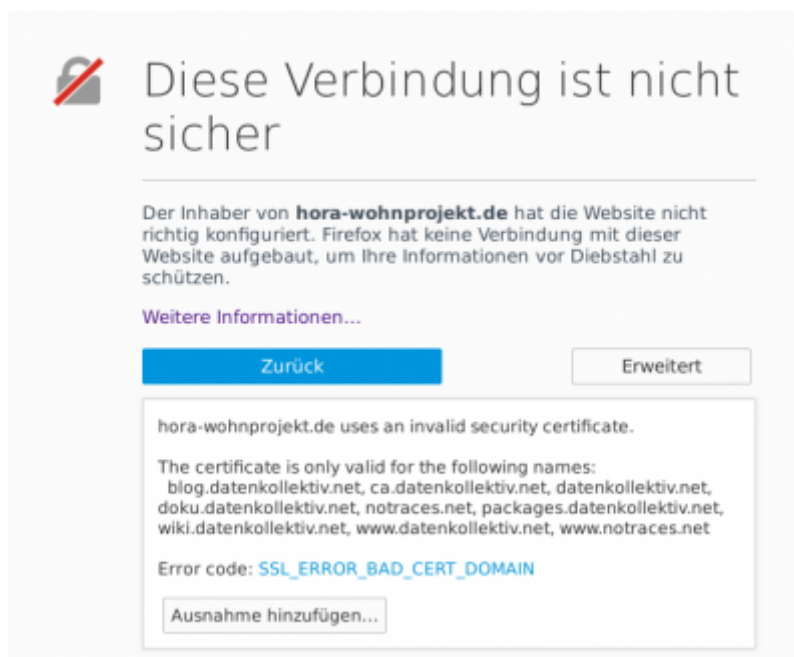 Diese Verbindung ist nicht
sicher
Der Inhaber von hora-wohnprojekt.de hat die Website nicht
richtig konfiguriert. Firefox hat keine Verbindung mit dieser
Website aufgebaut, um Ihre Informationen vor Diebstahl zu
schützen.
Weitere Informationen...
Zurück
Erweitert
hora-wohnprojekt.de uses an invalid security certificate.
The certificate is only valid for the following names:
blog.datenkollektiv.net, ca.datenkollektiv.net, datenkollektiv.net,
doku.datenkollektiv.net, notraces.net, packages.datenkollektiv.net,
wiki.datenkollektiv.net, www.datenkollektiv.net, www.notraces.net
Error code: SSL_ERROR_BAD_CERT_DOMAIN
Ausnahme hinzufügen...